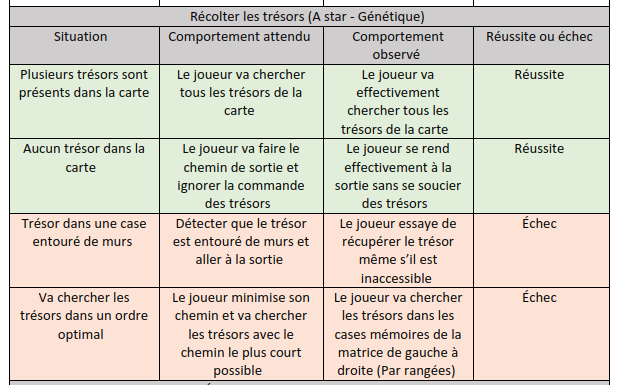 Récolter les trésors (A star - Génétique)
Situation
Comportement attendu
Comportement
observé
Réussite ou échec
Plusieurs trésors sont
présents dans la carte
Le joueur va chercher
tous les trésors de la
carte
Le joueur va
effectivement
chercher tous les
trésors de la carte
Réussite
Aucun trésor dans la
carte
Le joueur va faire le
chemin de sortie et
ignorer la commande
des trésors
Le joueur se rend
effectivement à la
sortie sans se soucier
des trésors
Réussite
Trésor dans une case
entouré de murs
Détecter que le trésor
est entouré de murs et
aller à la sortie
Le joueur essaye de
récupérer le trésor
même s’il est
inaccessible
Échec
Va chercher les
trésors dans un ordre
optimal
Le joueur minimise son
chemin et va chercher
les trésors avec le
chemin le plus court
possible
Le joueur va chercher
les trésors dans les
cases mémoires de la
matrice de gauche à
droite (Par rangées)
Échec